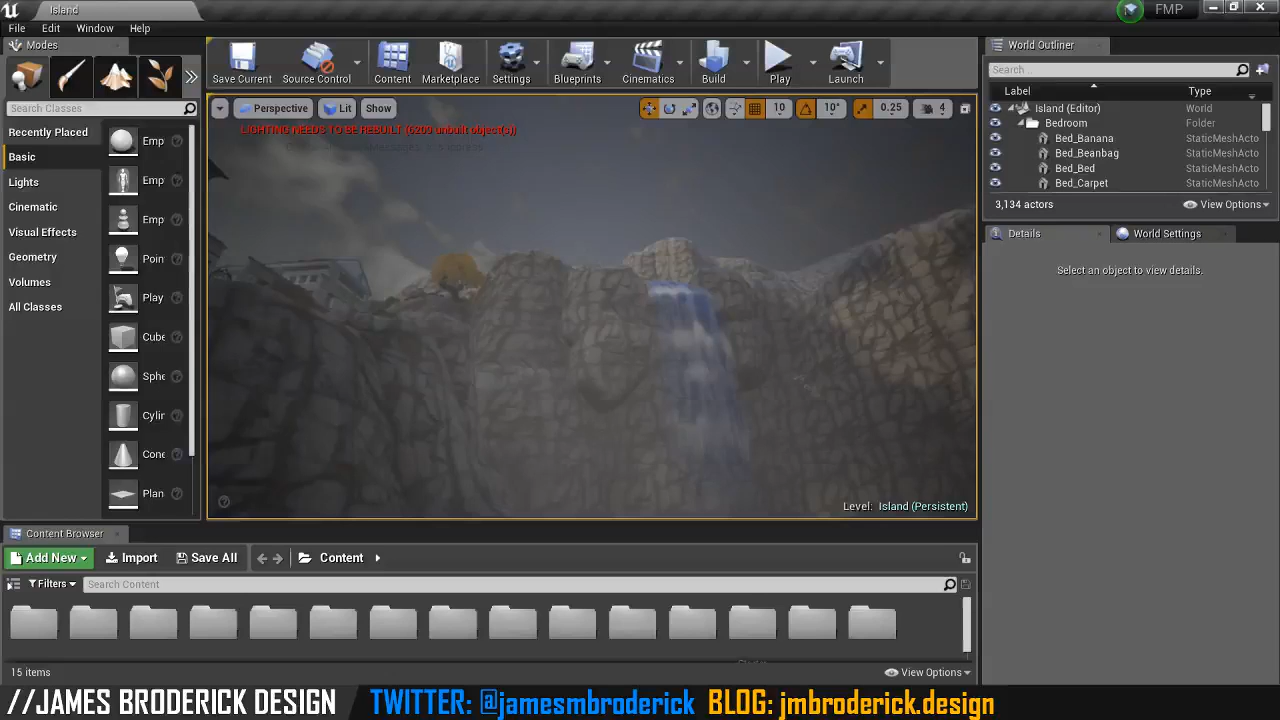 Island
FMP
File Edit Window Help
Modes
Search Classes
Recently Placed
Basic
Lights
Cinematic
Visual Effects
Geometry
Volumes
All Classes
Emp
Emp
Emp
Poin
Play
Cube
Sphe
Cylin
Cone
Plan
Save Current Source Control Content Marketplace Settings Blueprints Cinematics Build Play Launch
Perspective Lit Show 10 10° 0.25 4
LIGHTING NEEDS TO BE REBUILT (6200 unbuilt object(s))
Level: Island (Persistent)
World Outliner
Search...
Label Type
Island (Editor) World
Bedroom Folder
Bed_Banana StaticMeshActo
Bed_Beanbag StaticMeshActo
Bed_Bed StaticMeshActo
Bed_Carpet StaticMeshActo
3,134 actors View Options
Details World Settings
Select an object to view details.
Content Browser
Add New Import Save All Content
Filters Search Content
15 items View Options
//JAMES BRODERICK DESIGN TWITTER: @jamesmbroderick BLOG: jmbroderick.design